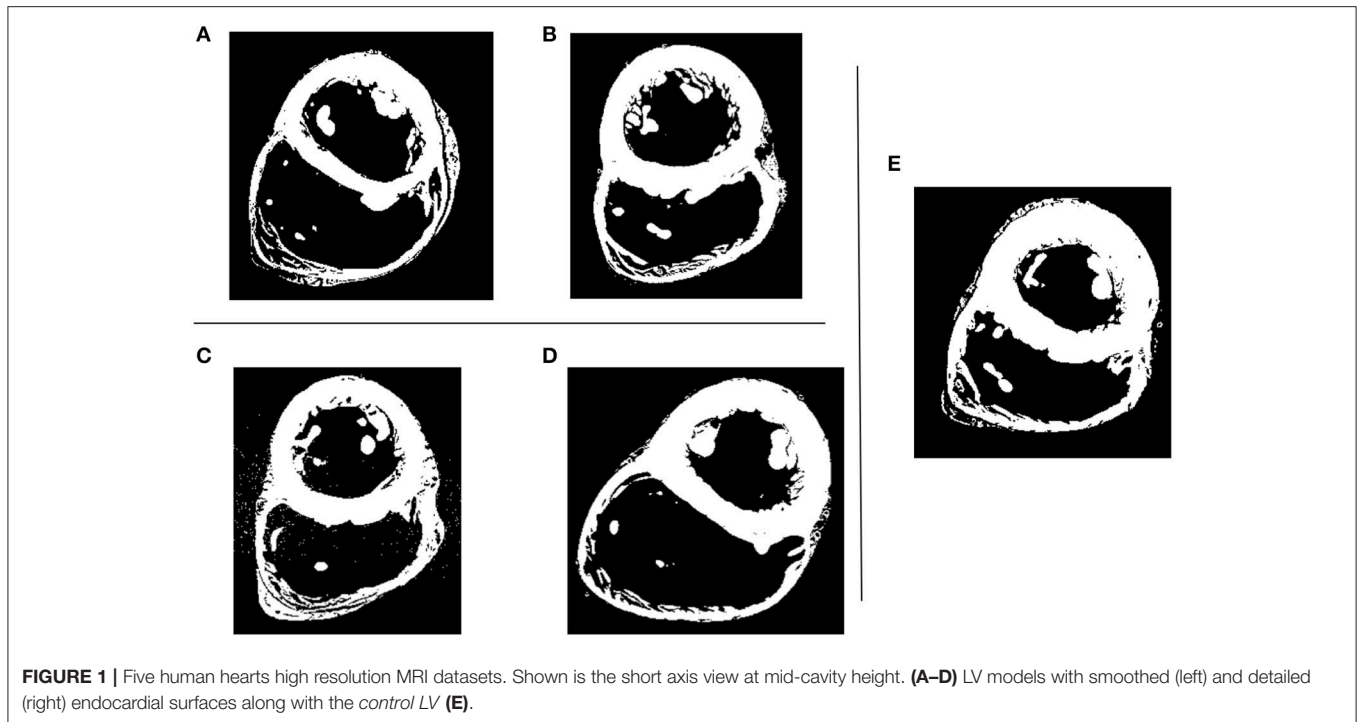 A
B
E
C
D
FIGURE 1 | Five human hearts high resolution MRI datasets. Shown is the short axis view at mid-cavity height. (A–D) LV models with smoothed (left) and detailed
(right) endocardial surfaces along with the control LV (E).